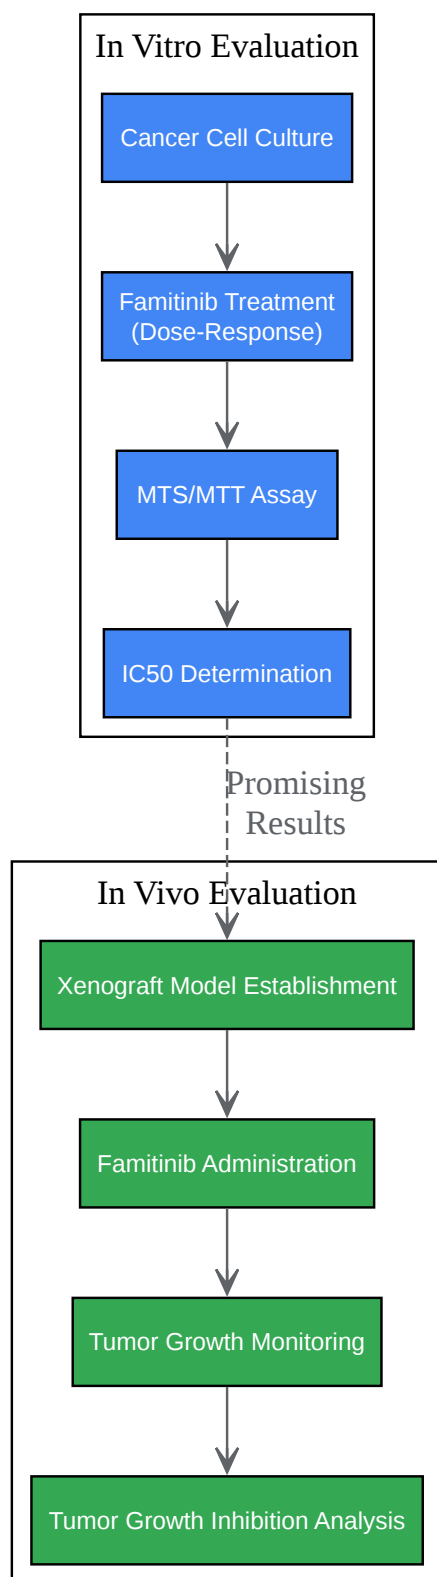 In Vitro Evaluation
Cancer Cell Culture
Famitinib Treatment
(Dose-Response)
MTS/MTT Assay
IC50 Determination
Promising
Results
In Vivo Evaluation
Xenograft Model Establishment
Famitinib Administration
Tumor Growth Monitoring
Tumor Growth Inhibition Analysis